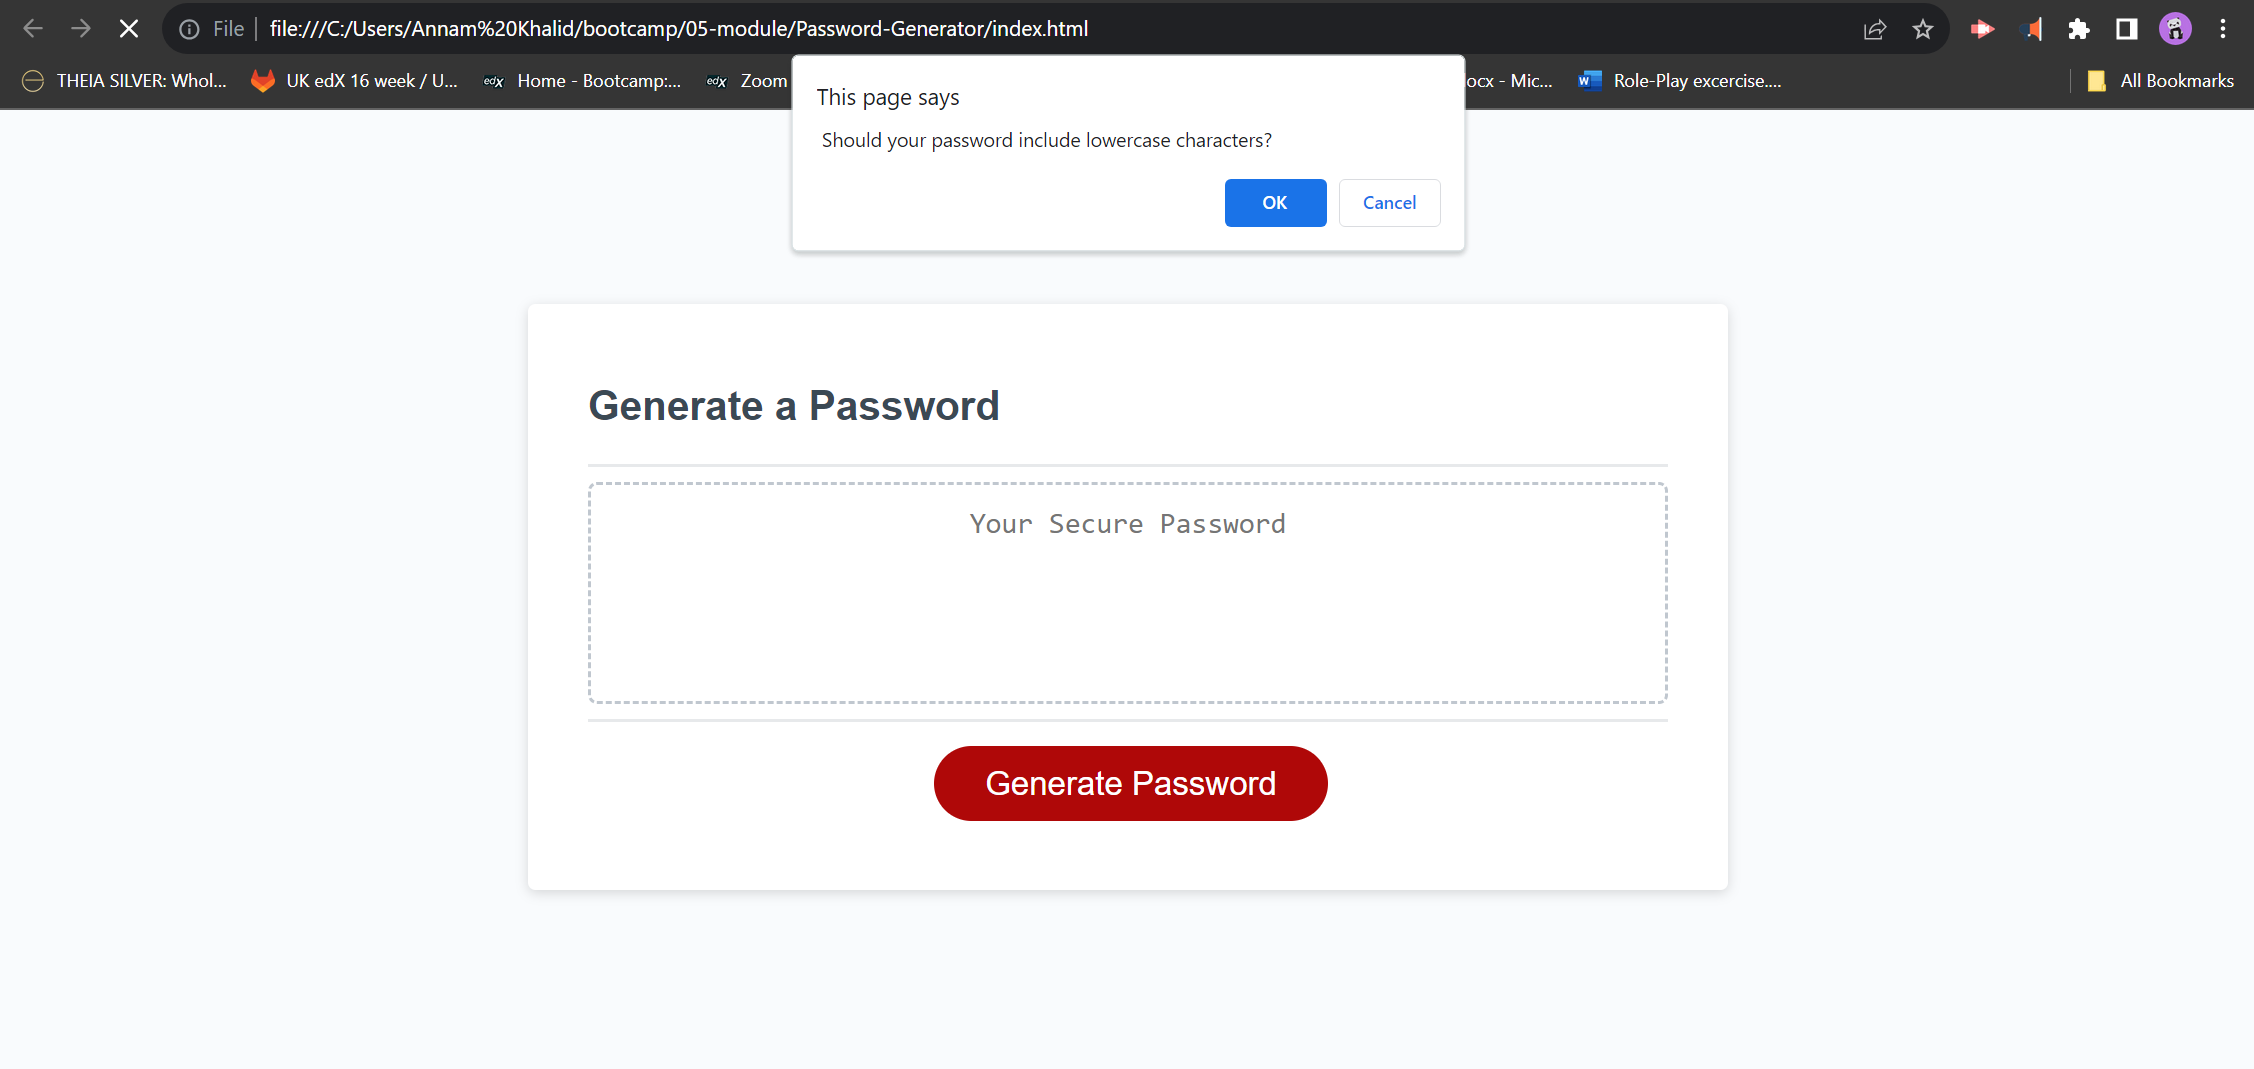 File
file:///C:/Users/Annam%20Khalid/bootcamp/05-module/Password-Generator/index.html
THEIA SILVER: Whol...
UK edX 16 week / U...
edx
Home - Bootcamp:...
edx
Zoom
ocx - Mic...
W
Role-Play excercise....
All Bookmarks
This page says
Should your password include lowercase characters?
OK
Cancel
Generate a Password
Your Secure Password
Generate Password